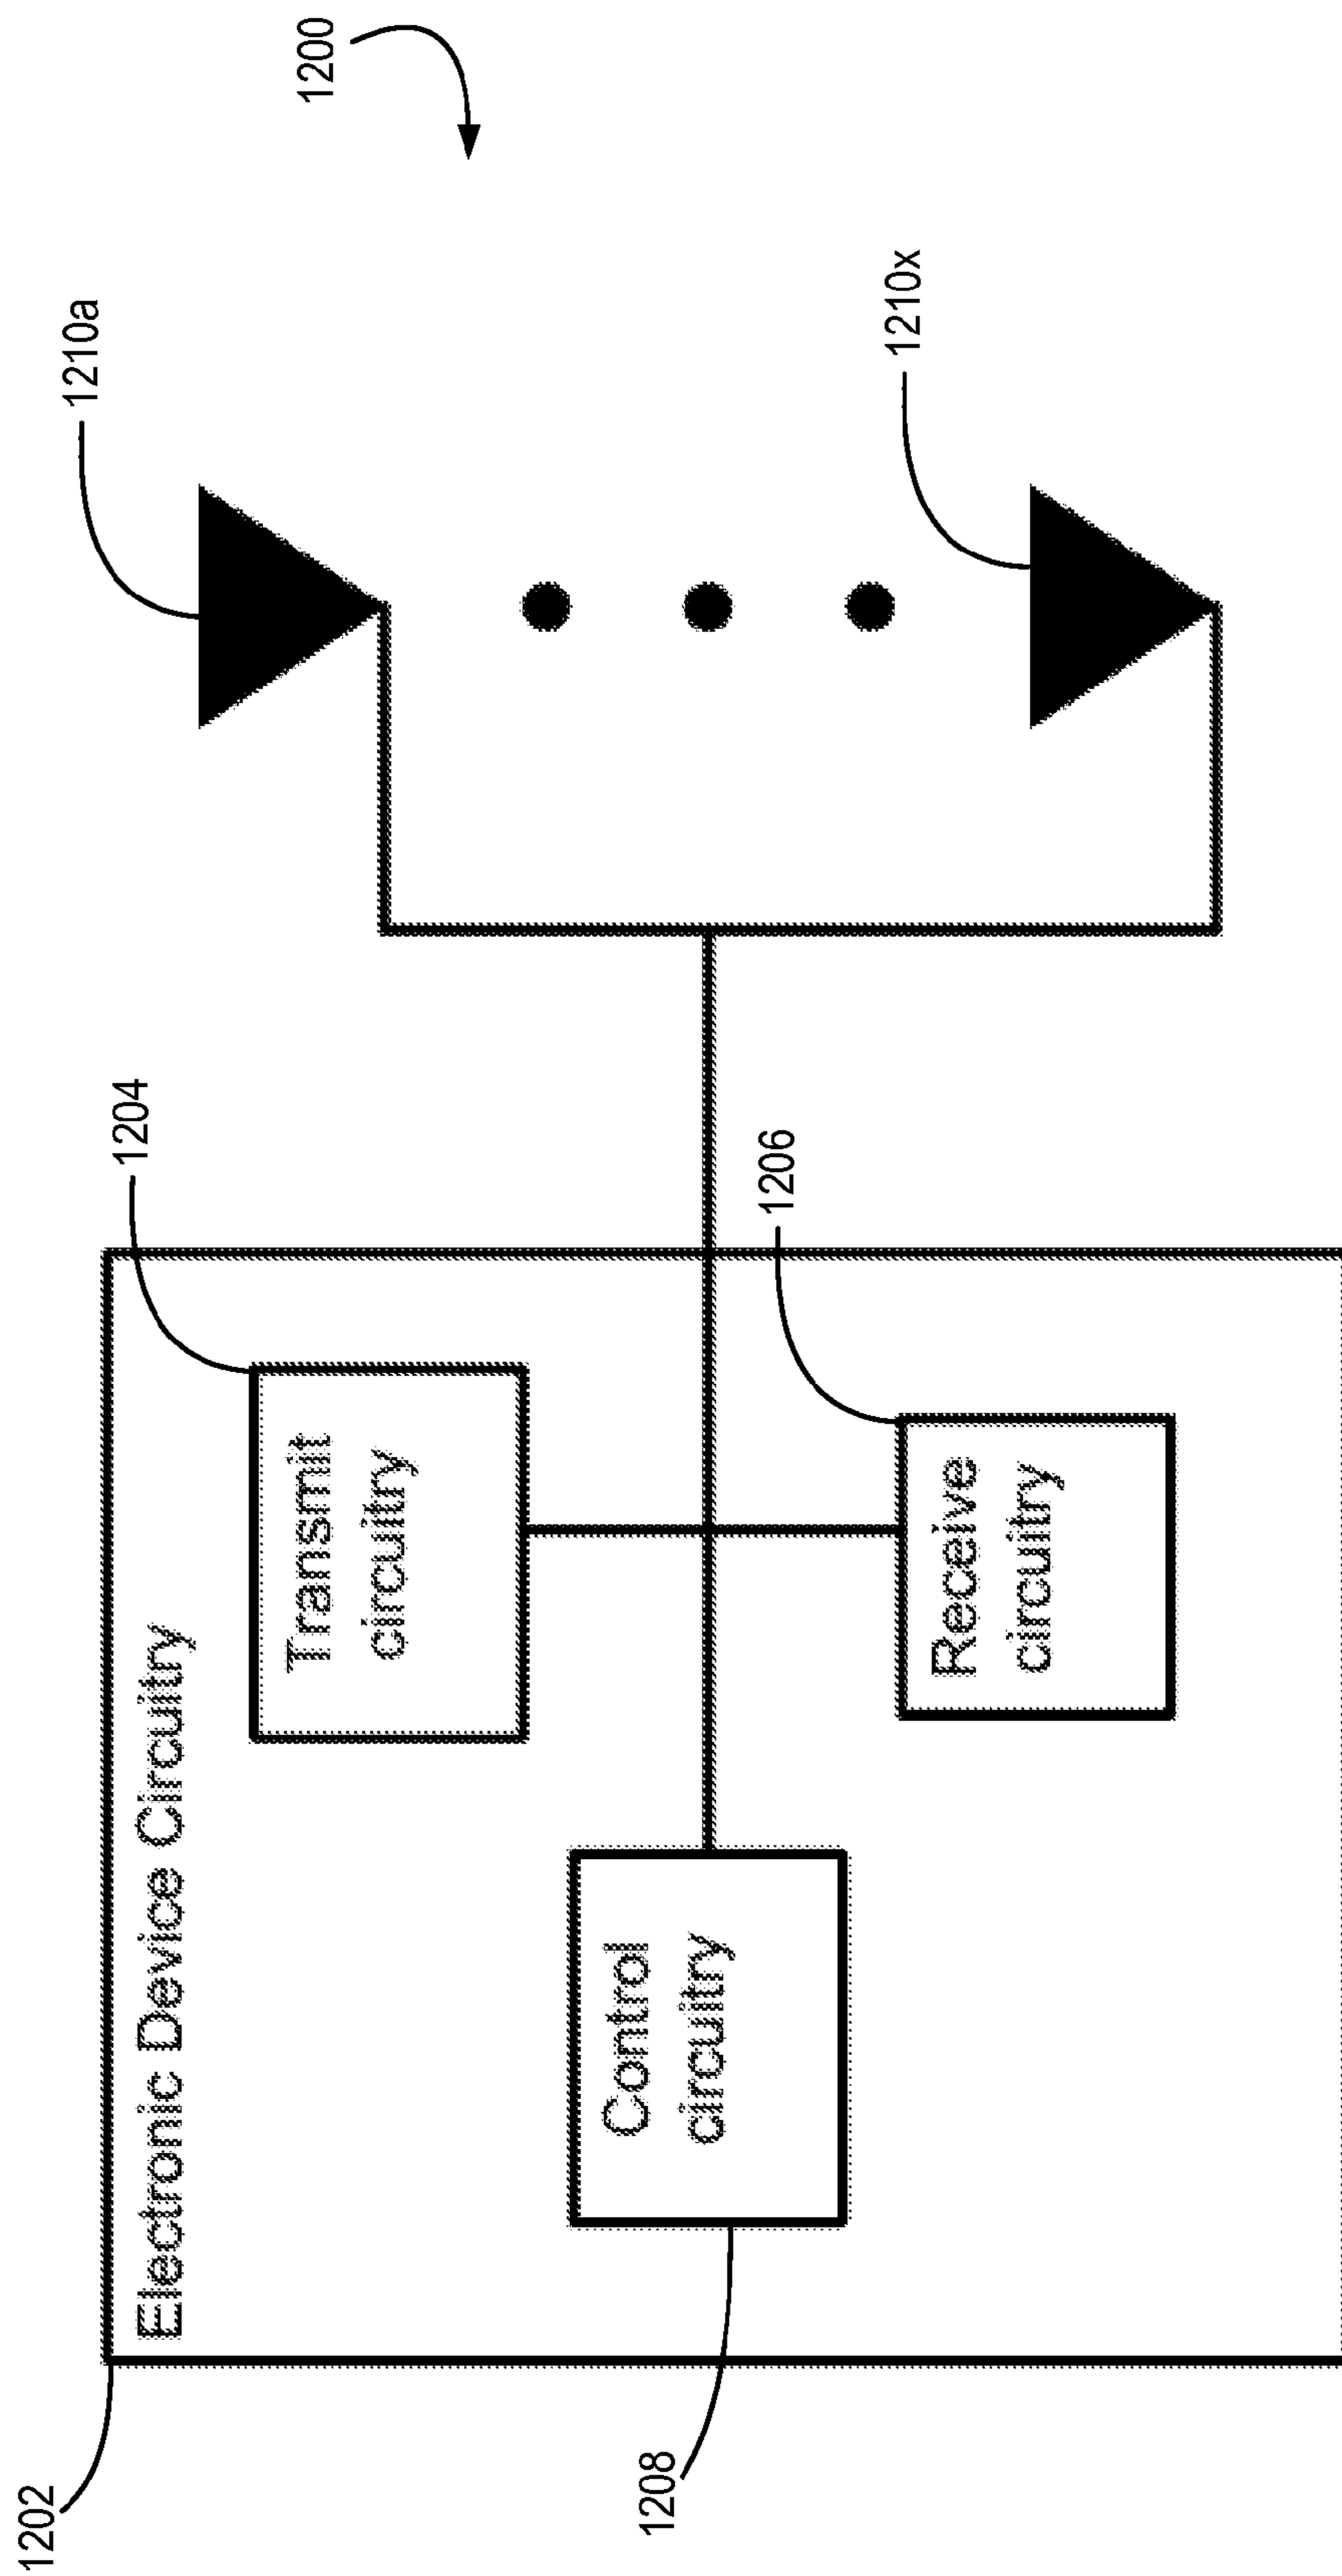 1200
1210a
1210x
1204
1206
1202
Electronic Device Circuitry
Transmit
circuitry
Receive
circuitry
Control
circuitry
1208